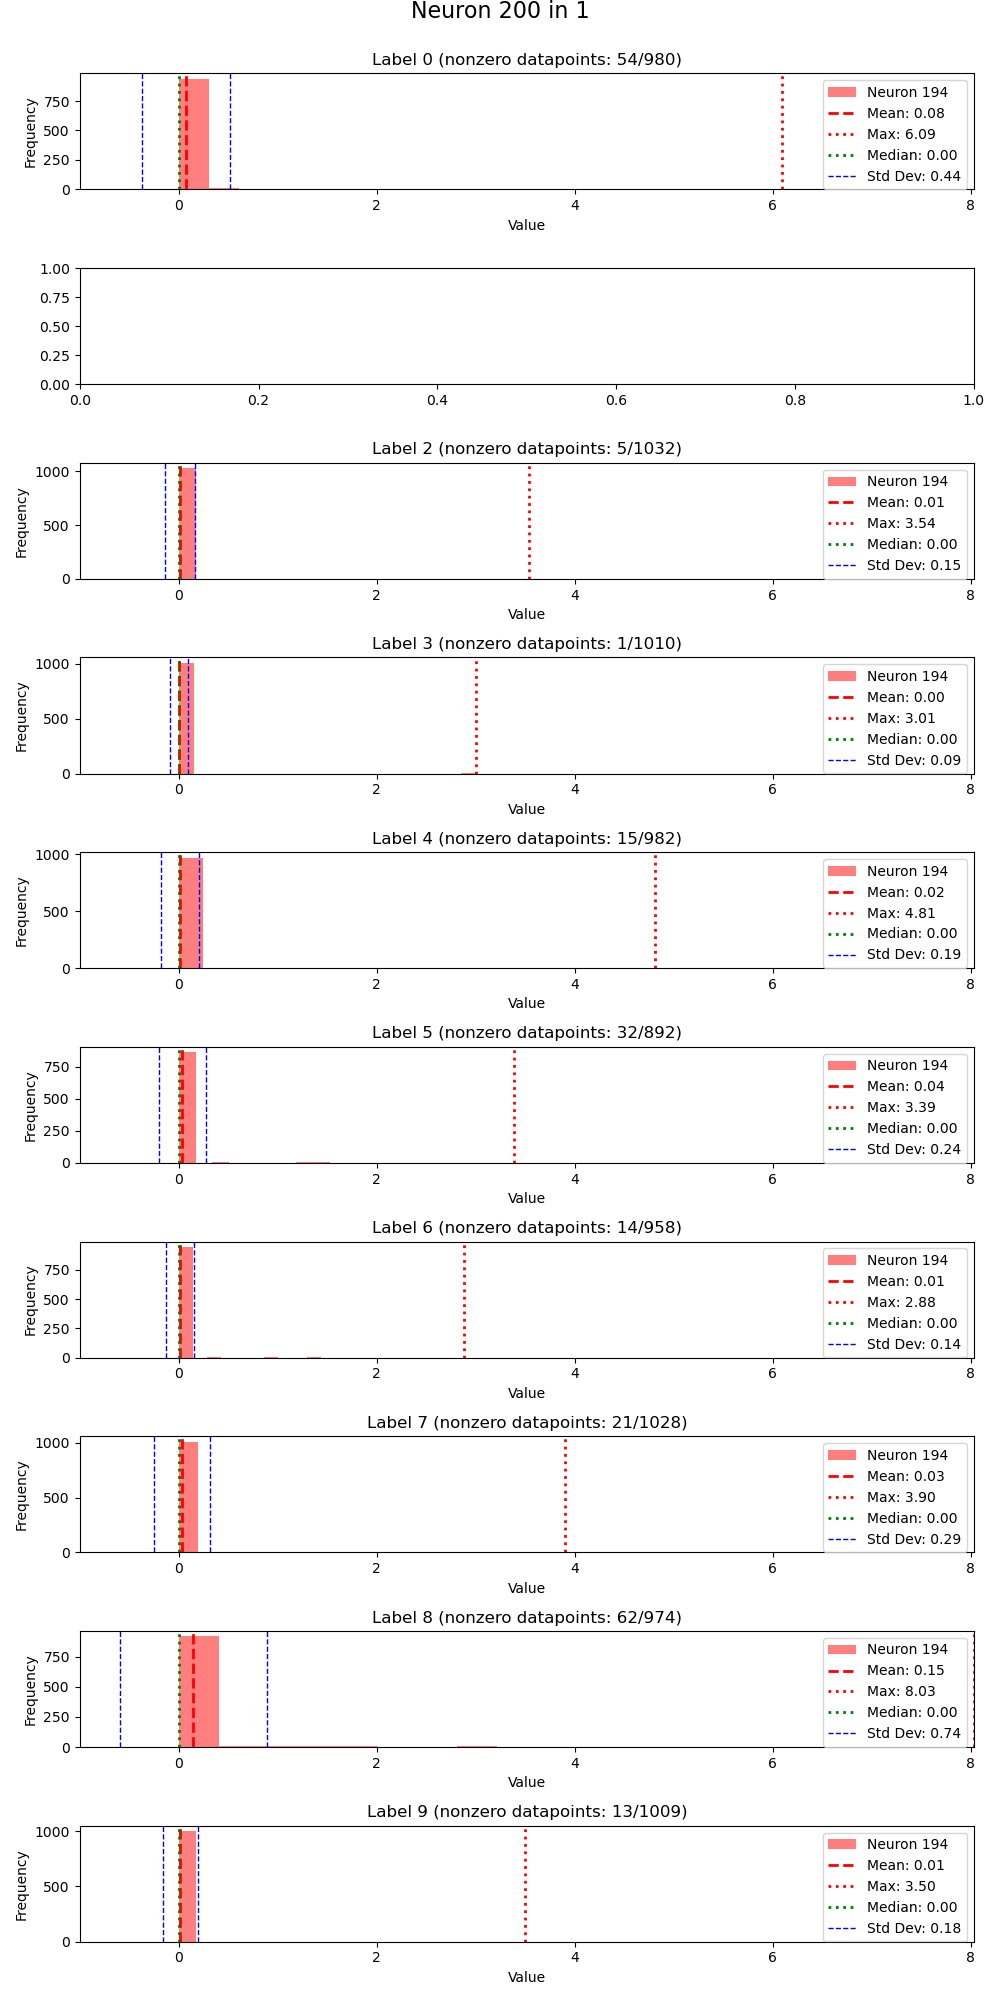 Neuron 200 in 1
Label 0 (nonzero datapoints: 54/980)
Frequency
750
500
250
0
Neuron 194
Mean: 0.08
Max: 6.09
Median: 0.00
Std Dev: 0.44
0 2 4 6 8
Value
1.00
0.75
0.50
0.25
0.00
0.0 0.2 0.4 0.6 0.8 1.0
Label 2 (nonzero datapoints: 5/1032)
Frequency
1000
500
0
Neuron 194
Mean: 0.01
Max: 3.54
Median: 0.00
Std Dev: 0.15
0 2 4 6 8
Value
Label 3 (nonzero datapoints: 1/1010)
Frequency
1000
500
0
Neuron 194
Mean: 0.00
Max: 3.01
Median: 0.00
Std Dev: 0.09
0 2 4 6 8
Value
Label 4 (nonzero datapoints: 15/982)
Frequency
1000
500
0
Neuron 194
Mean: 0.02
Max: 4.81
Median: 0.00
Std Dev: 0.19
0 2 4 6 8
Value
Label 5 (nonzero datapoints: 32/892)
Frequency
750
500
250
0
Neuron 194
Mean: 0.04
Max: 3.39
Median: 0.00
Std Dev: 0.24
0 2 4 6 8
Value
Label 6 (nonzero datapoints: 14/958)
Frequency
750
500
250
0
Neuron 194
Mean: 0.01
Max: 2.88
Median: 0.00
Std Dev: 0.14
0 2 4 6 8
Value
Label 7 (nonzero datapoints: 21/1028)
Frequency
1000
500
0
Neuron 194
Mean: 0.03
Max: 3.90
Median: 0.00
Std Dev: 0.29
0 2 4 6 8
Value
Label 8 (nonzero datapoints: 62/974)
Frequency
750
500
250
0
Neuron 194
Mean: 0.15
Max: 8.03
Median: 0.00
Std Dev: 0.74
0 2 4 6 8
Value
Label 9 (nonzero datapoints: 13/1009)
Frequency
1000
500
0
Neuron 194
Mean: 0.01
Max: 3.50
Median: 0.00
Std Dev: 0.18
0 2 4 6 8
Value